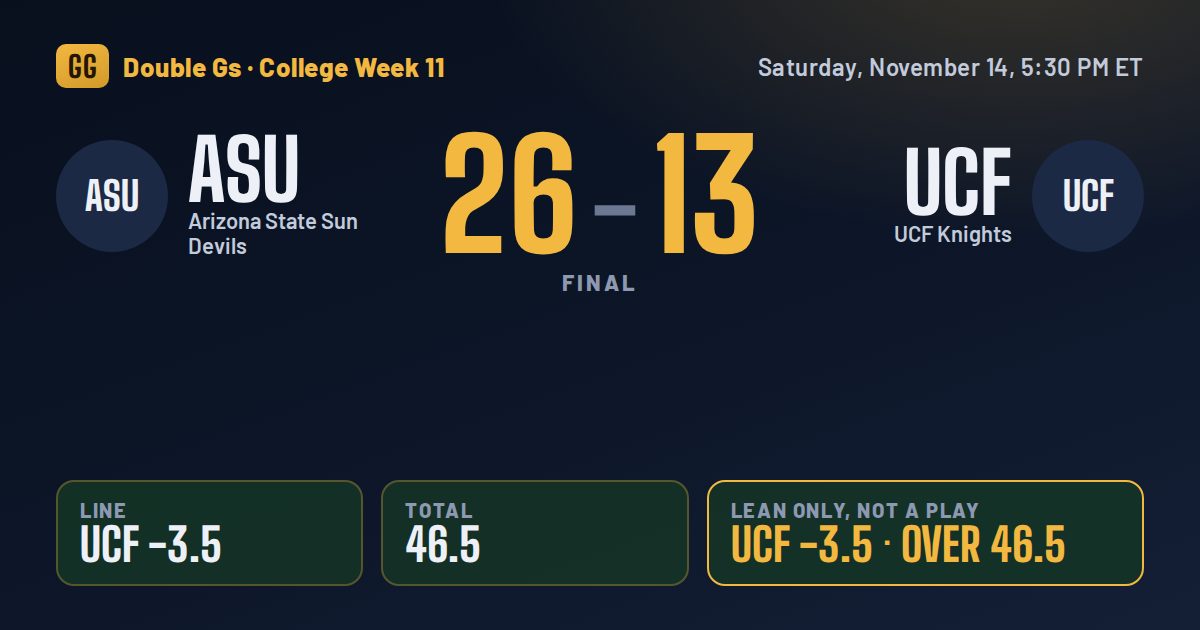 GG Double Gs · College Week 11
Saturday, November 14, 5:30 PM ET
ASU
ASU
Arizona State Sun
Devils
26 – 13
FINAL
UCF
UCF Knights
UCF
LINE
UCF −3.5
TOTAL
46.5
LEAN ONLY, NOT A PLAY
UCF −3.5 · OVER 46.5